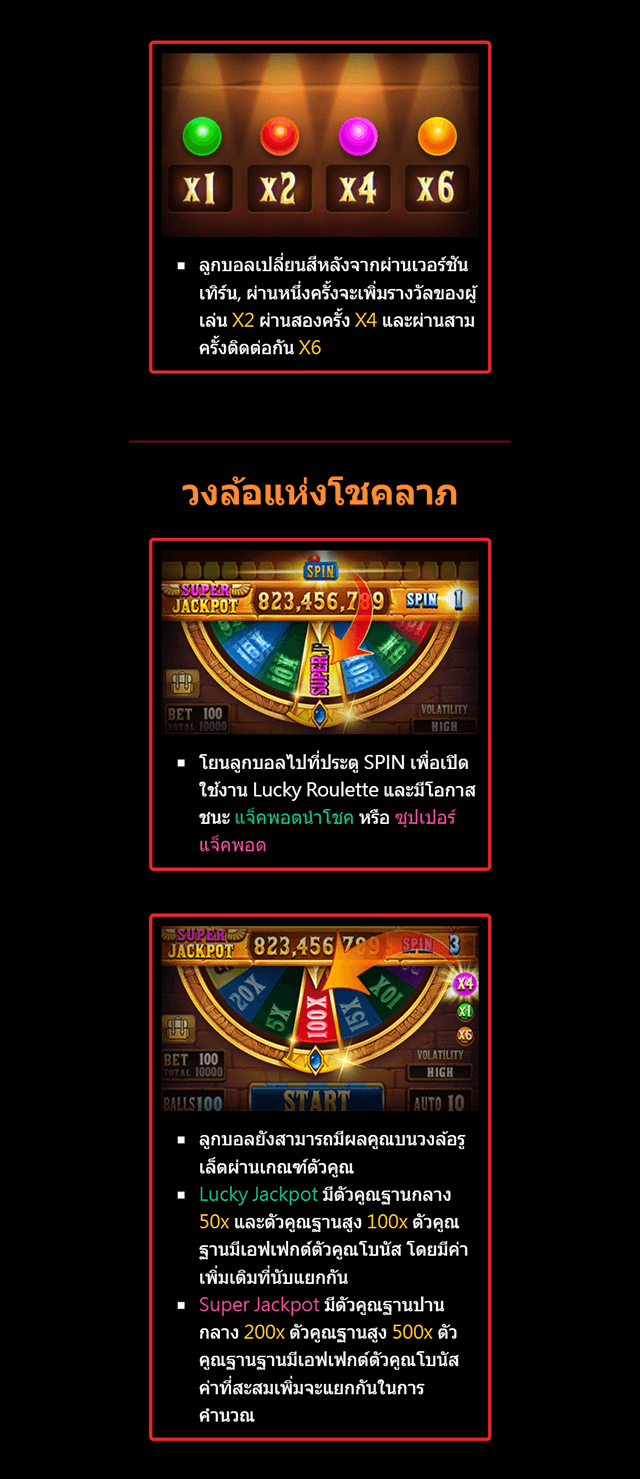 x1 x2 x4 x6
▪ ลูกบอลเปลี่ยนสีหลังจากผ่านเวอร์ชัน
เทิร์น, ผ่านหนึ่งครั้งจะเพิ่มรางวัลของผู้
เล่น X2 ผ่านสองครั้ง X4 และผ่านสาม
ครั้งติดต่อกัน X6
วงล้อแห่งโชคลาภ
SPIN
SUPER
JACKPOT 823,456,789 SPIN 1
10X SUPER JP 80X
BET 100
TOTAL 10000
VOLATILITY
HIGH
▪ โยนลูกบอลไปที่ประตู SPIN เพื่อเปิด
ใช้งาน Lucky Roulette และมีโอกาส
ชนะ แจ็คพอตนำโชค หรือ ซุปเปอร์
แจ็คพอต
SUPER
JACKPOT 823,456,789 SPIN 3
X4
X1
X6
20X 5X 100X 15X 10X
BET 100
TOTAL 10000
VOLATILITY
HIGH
BALLS 100 START AUTO 10
▪ ลูกบอลยังสามารถมีผลคูณบนวงล้อรู
เล็ตผ่านเกณฑ์ตัวคูณ
▪ Lucky Jackpot มีตัวคูณฐานกลาง
50x และตัวคูณฐานสูง 100x ตัวคูณ
ฐานมีเอฟเฟกต์ตัวคูณโบนัส โดยมีค่า
เพิ่มเติมที่นับแยกกัน
▪ Super Jackpot มีตัวคูณฐานปาน
กลาง 200x ตัวคูณฐานสูง 500x ตัว
คูณฐานฐานมีเอฟเฟกต์ตัวคูณโบนัส
ค่าที่สะสมเพิ่มจะแยกกันในการ
คำนวณ